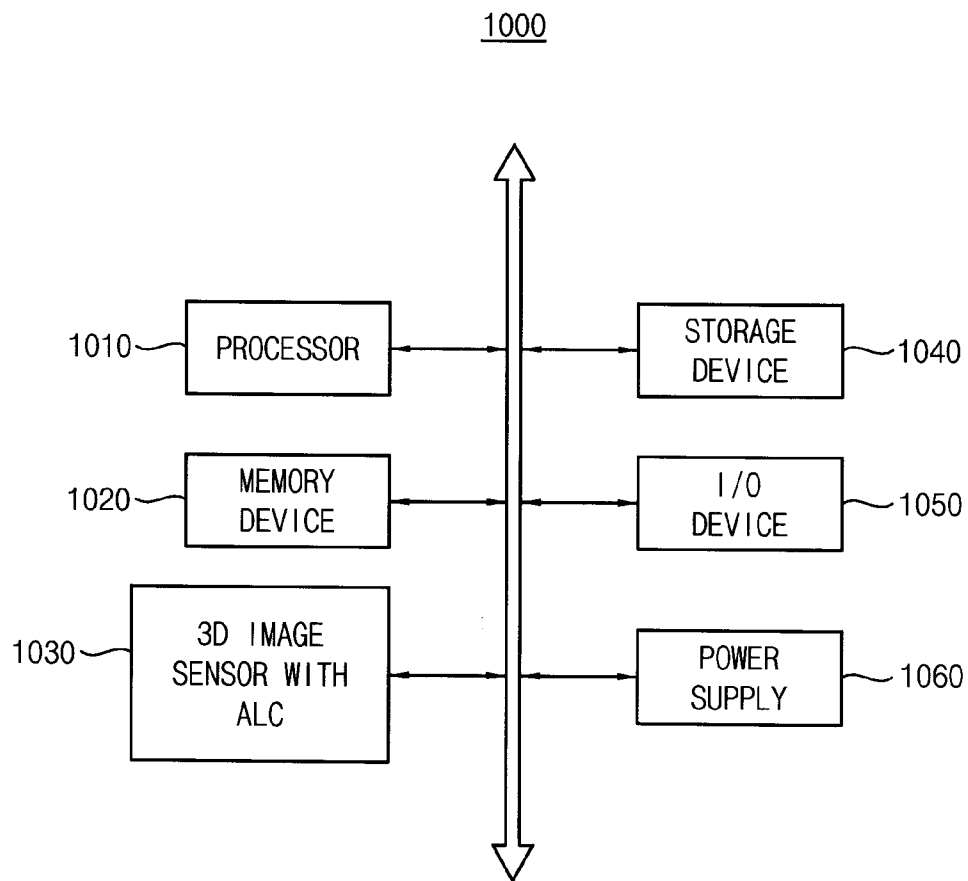 1000
1010
PROCESSOR
STORAGE
DEVICE
1040
1020
MEMORY
DEVICE
I/O
DEVICE
1050
1030
3D IMAGE
SENSOR WITH
ALC
POWER
SUPPLY
1060